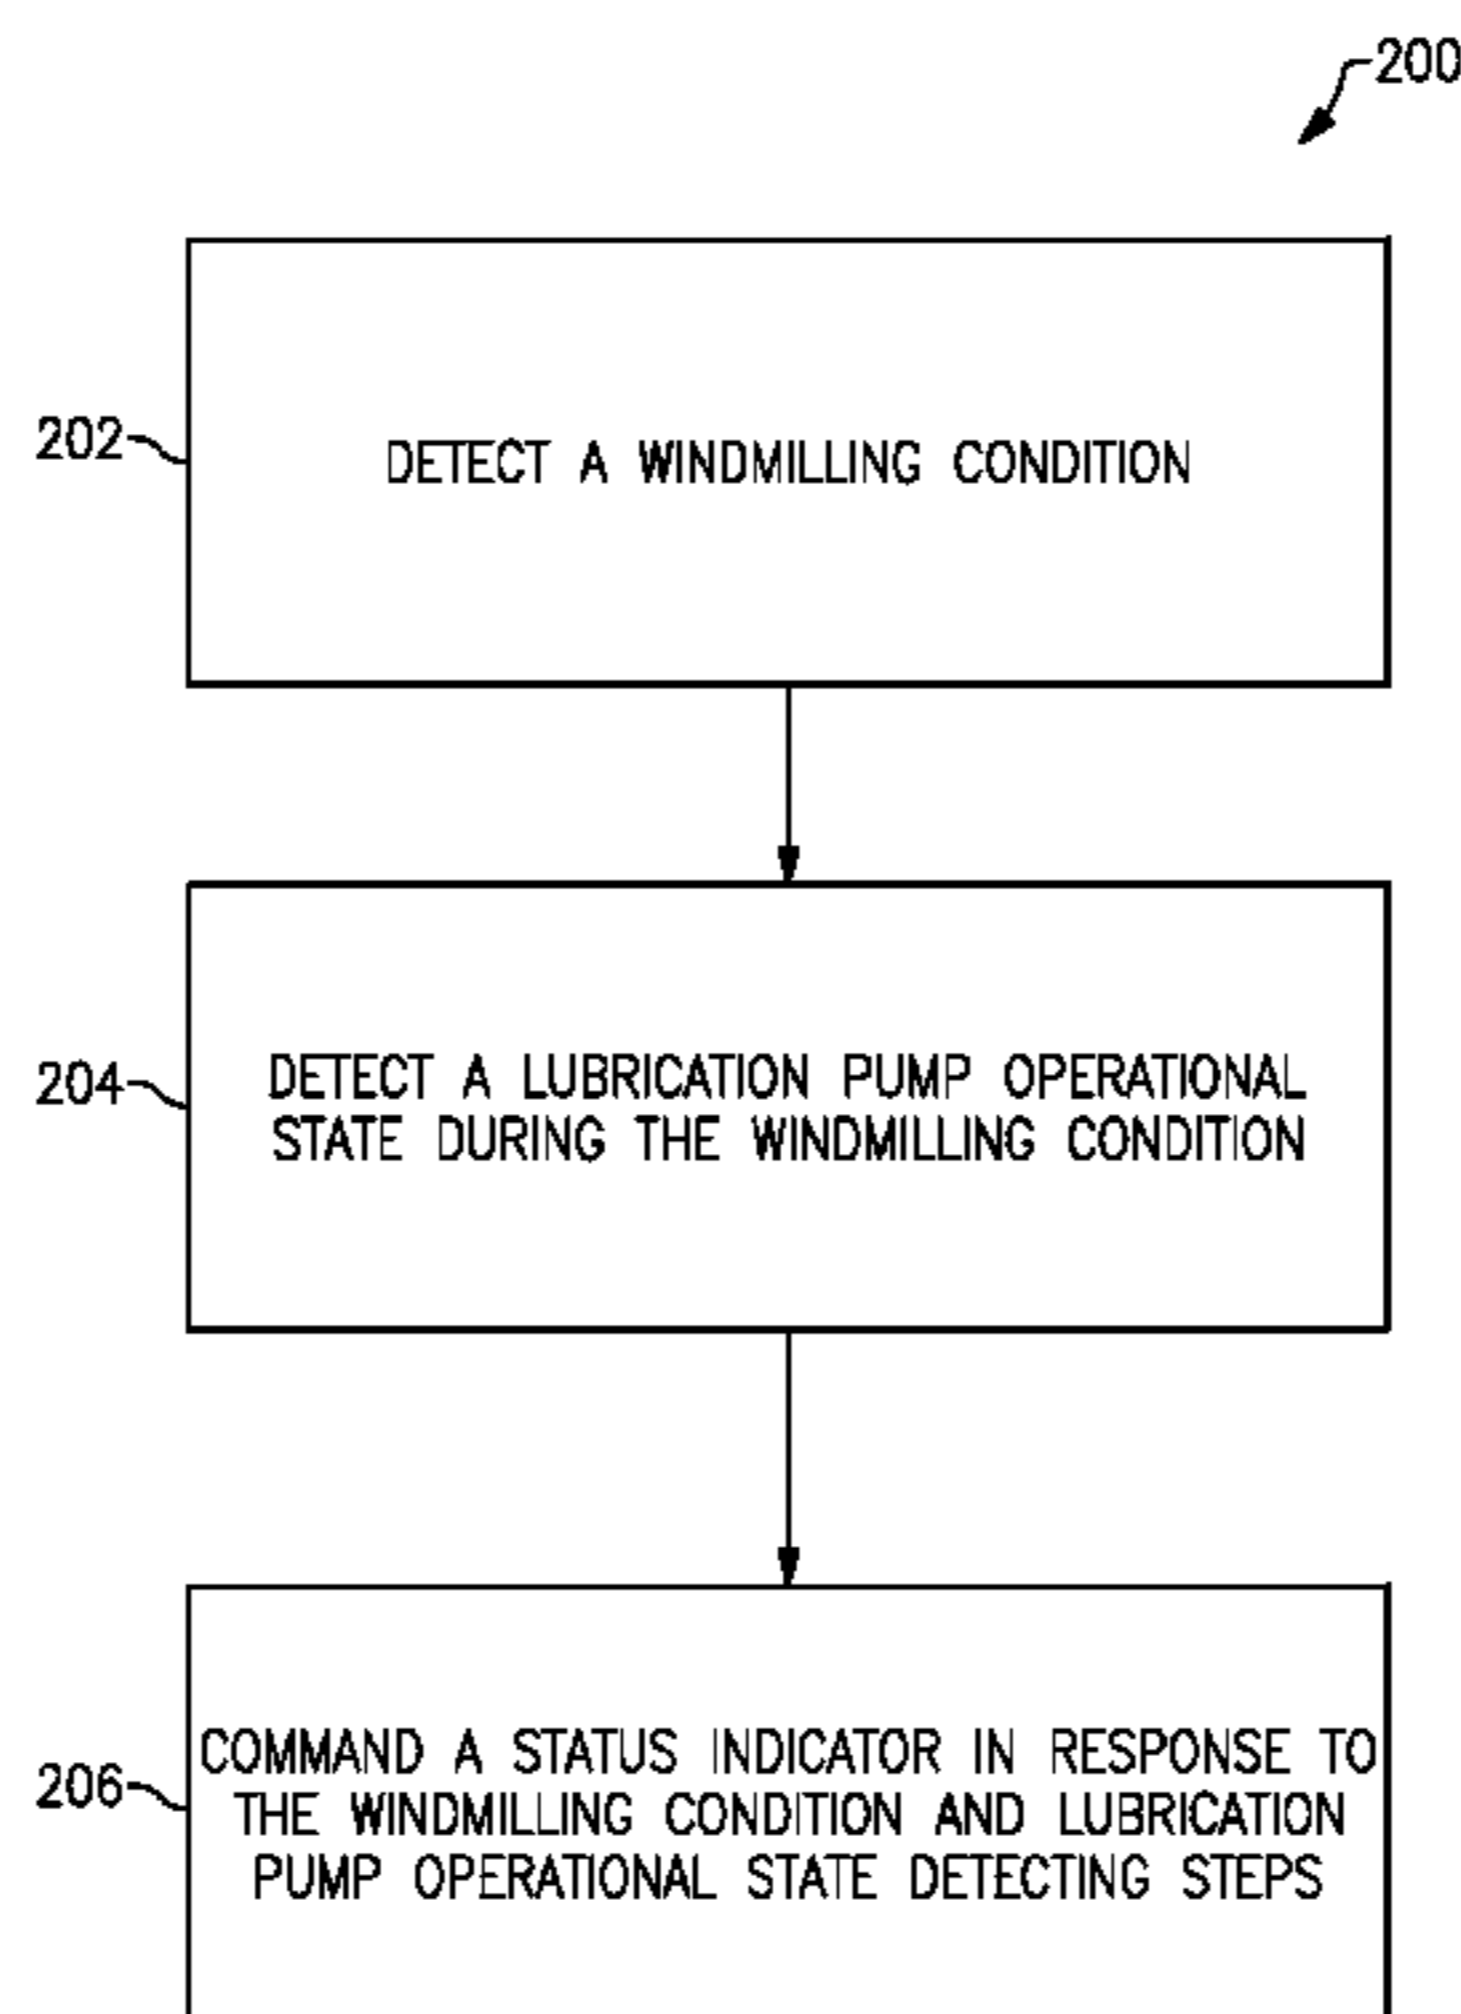 200
202
DETECT A WINDMILLING CONDITION
204
DETECT A LUBRICATION PUMP OPERATIONAL
STATE DURING THE WINDMILLING CONDITION
206
COMMAND A STATUS INDICATOR IN RESPONSE TO
THE WINDMILLING CONDITION AND LUBRICATION
PUMP OPERATIONAL STATE DETECTING STEPS